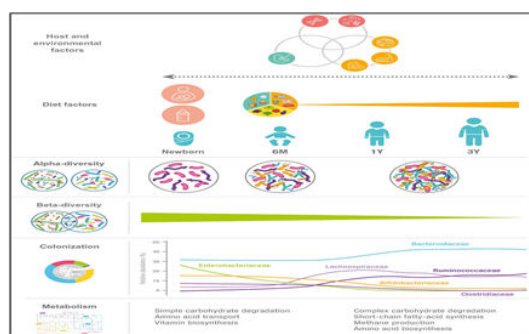 Host and
environmental
factors
Diet factors
Newborn
6M
1Y
3Y
Alpha-diversity
Beta-diversity
Colonization
Bacteroidaceae
Enterobacteriaceae
Lachnospiraceae
Ruminococcaceae
Bifidobacteriaceae
Clostridiaceae
Metabolism
Simple carbohydrate degradation
Amino acid transport
Vitamin biosynthesis
Complex carbohydrate degradation
Short-chain fatty-acid synthesis
Methane production
Amino acid biosynthesis